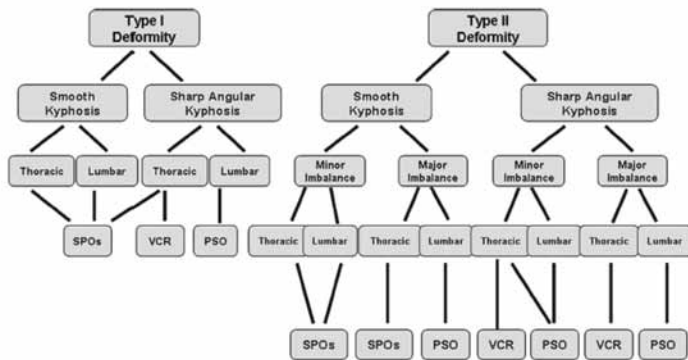 Type I
Deformity
Type II
Deformity
Smooth
Kyphosis
Sharp Angular
Kyphosis
Smooth
Kyphosis
Sharp Angular
Kyphosis
Thoracic
Lumbar
Thoracic
Lumbar
Minor
Imbalance
Major
Imbalance
Minor
Imbalance
Major
Imbalance
SPOs
VCR
PSO
Thoracic
Lumbar
Thoracic
Lumbar
Thoracic
Lumbar
Thoracic
Lumbar
SPOs
SPOs
PSO
VCR
PSO
VCR
PSO